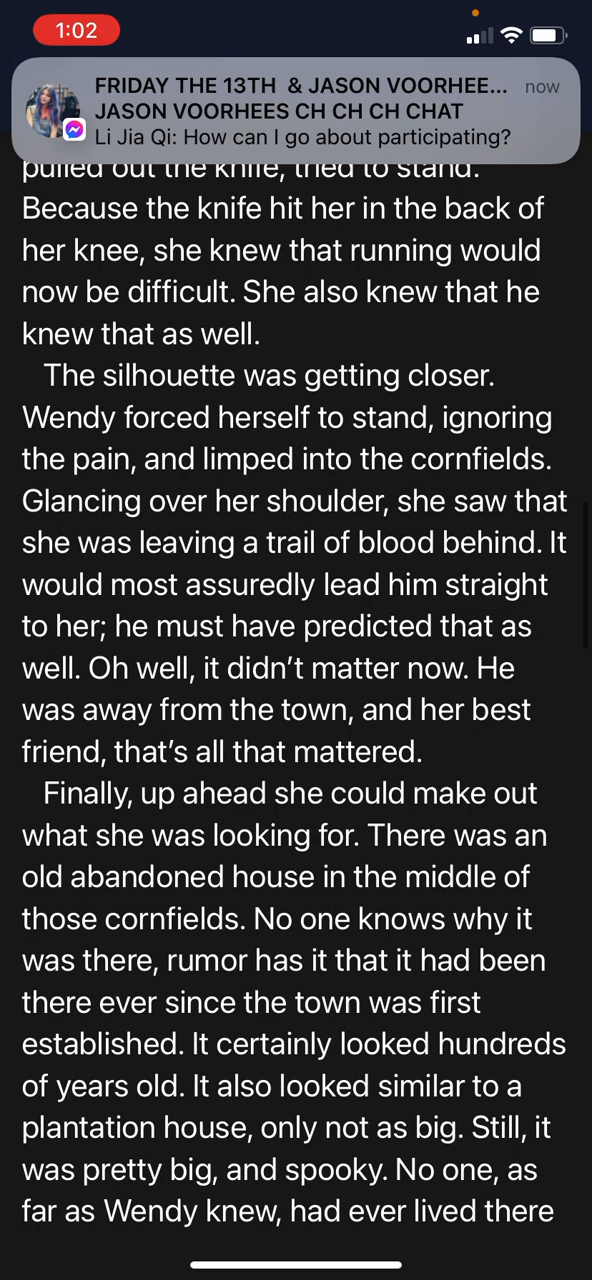 1:02
FRIDAY THE 13TH & JASON VOORHEE... now
JASON VOORHEES CH CH CH CHAT
Li Jia Qi: How can I go about participating?
pulled out the knife, tried to stand.
Because the knife hit her in the back of
her knee, she knew that running would
now be difficult. She also knew that he
knew that as well.
The silhouette was getting closer.
Wendy forced herself to stand, ignoring
the pain, and limped into the cornfields.
Glancing over her shoulder, she saw that
she was leaving a trail of blood behind. It
would most assuredly lead him straight
to her; he must have predicted that as
well. Oh well, it didn’t matter now. He
was away from the town, and her best
friend, that’s all that mattered.
Finally, up ahead she could make out
what she was looking for. There was an
old abandoned house in the middle of
those cornfields. No one knows why it
was there, rumor has it that it had been
there ever since the town was first
established. It certainly looked hundreds
of years old. It also looked similar to a
plantation house, only not as big. Still, it
was pretty big, and spooky. No one, as
far as Wendy knew, had ever lived there